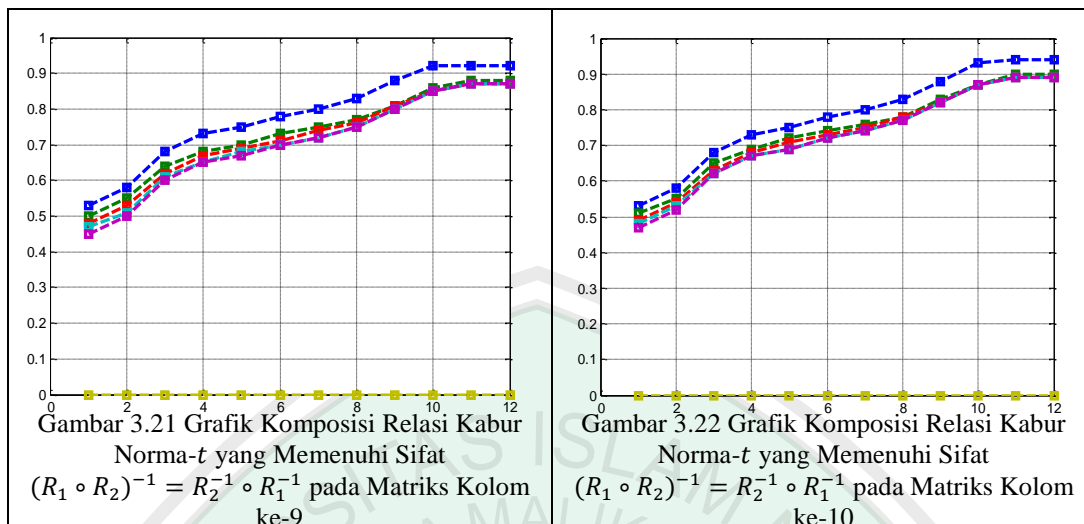 1
0.9
0.8
0.7
0.6
0.5
0.4
0.3
0.2
0.1
0
0 2 4 6 8 10 12
Gambar 3.21 Grafik Komposisi Relasi Kabur
Norma-t yang Memenuhi Sifat
(R₁ ∘ R₂)⁻¹ = R₂⁻¹ ∘ R₁⁻¹ pada Matriks Kolom
ke-9
1
0.9
0.8
0.7
0.6
0.5
0.4
0.3
0.2
0.1
0
0 2 4 6 8 10 12
Gambar 3.22 Grafik Komposisi Relasi Kabur
Norma-t yang Memenuhi Sifat
(R₁ ∘ R₂)⁻¹ = R₂⁻¹ ∘ R₁⁻¹ pada Matriks Kolom
ke-10